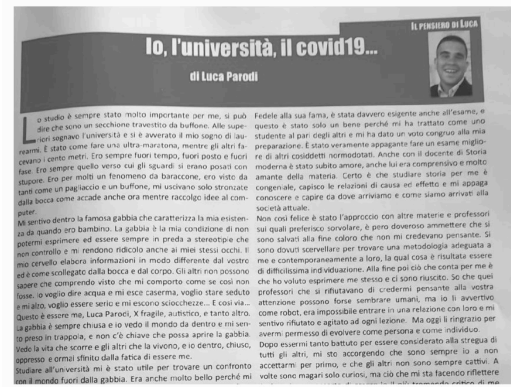 IL PENSIERO DI LUCA
Io, l'università, il covid19...
di Luca Parodi
Lo studio è sempre stato molto importante per me, si può
dire che sono un secchione travestito da buffone. Alle supe-
riori sognavo l'università e si è avverato il mio sogno di lau-
rearmi. È stato come fare una ultra-maratona, mentre gli altri fa-
cevano i cento metri. Ero sempre fuori tempo, fuori posto e fuori
fase. Ero sempre quello verso cui gli sguardi si erano posati con
stupore. Ero per molti un fenomeno da baraccone, ero visto da
tanti come un pagliaccio e un buffone, mi uscivano solo stroncate
dalla bocca come accade anche ora mentre raccolgo idee al com-
puter.
Mi sentivo dentro la famosa gabbia che caratterizza la mia esisten-
za da quando ero bambino. La gabbia è la mia condizione di non
potermi esprimere ed essere sempre in preda a stereotipie che
non controllo e mi rendono ridicolo anche ai miei stessi occhi. Il
mio cervello elabora informazioni in modo differente dal vostro
ed è come scollegato dalla bocca e dal corpo. Gli altri non possono
sapere che comprendo visto che mi comporto come se così non
fosse. Io voglio dire acqua e mi esce caserma, voglio stare seduto
e mi alzo, voglio essere serio e mi escono sciocchezze... E così via...
Questo è essere me, Luca Parodi, X fragile, autistico, e tanto altro.
La gabbia è sempre chiusa e io vedo il mondo da dentro e mi sen-
to preso in trappola, e non c'è chiave che possa aprire la gabbia.
Vedo la vita che scorre e gli altri che la vivono, e io dentro, chiuso,
oppresso e ormai sfinito dalla fatica di essere me.
Studiare all'università mi è stato utile per trovare un confronto
con il mondo fuori dalla gabbia. Era anche molto bello perché mi
Fedele alla sua fama, è stata davvero esigente anche all'esame, e
questo è stato solo un bene perché mi ha trattato come uno
studente al pari degli altri e mi ha dato un voto congruo alla mia
preparazione. È stato veramente appagante fare un esame miglio-
re di altri cosiddetti normodotati. Anche con il docente di Storia
moderna è stato subito amore, anche lui era comprensivo e molto
amante della materia. Certo è che studiare storia per me è
congeniale, capisco le relazioni di causa ed effetto e mi appaga
conoscere e capire da dove arriviamo e come siamo arrivati alla
società attuale.
Non così felice è stato l'approccio con altre materie e professori
sui quali preferisco sorvolare, è però doveroso ammettere che si
sono salvati alla fine coloro che non mi credevano pensante. Si
sono dovuti scervellare per trovare una metodologia adeguata a
me e contemporaneamente a loro, la qual cosa è risultata essere
di difficilissima individuazione. Alla fine poi ciò che conta per me è
che ho voluto esprimere me stesso e ci sono riuscito. Se che quei
professori che si rifiutavano di credermi pensante alla vostra
attenzione possono forse sembrare umani, ma io li avvertivo
come robot, era impossibile entrare in una relazione con loro e mi
sentivo rifiutato e agitato ad ogni lezione. Ma oggi li ringrazio per
avermi permesso di evolvere come persona e come individuo.
Dopo essermi tanto battuto per essere considerato alla stregua di
tutti gli altri, mi sto accorgendo che sono sempre io a non
accettarmi per primo, e che gli altri non sono sempre cattivi. A
volte sono magari solo curiosi, ma ciò che mi sta facendo riflettere